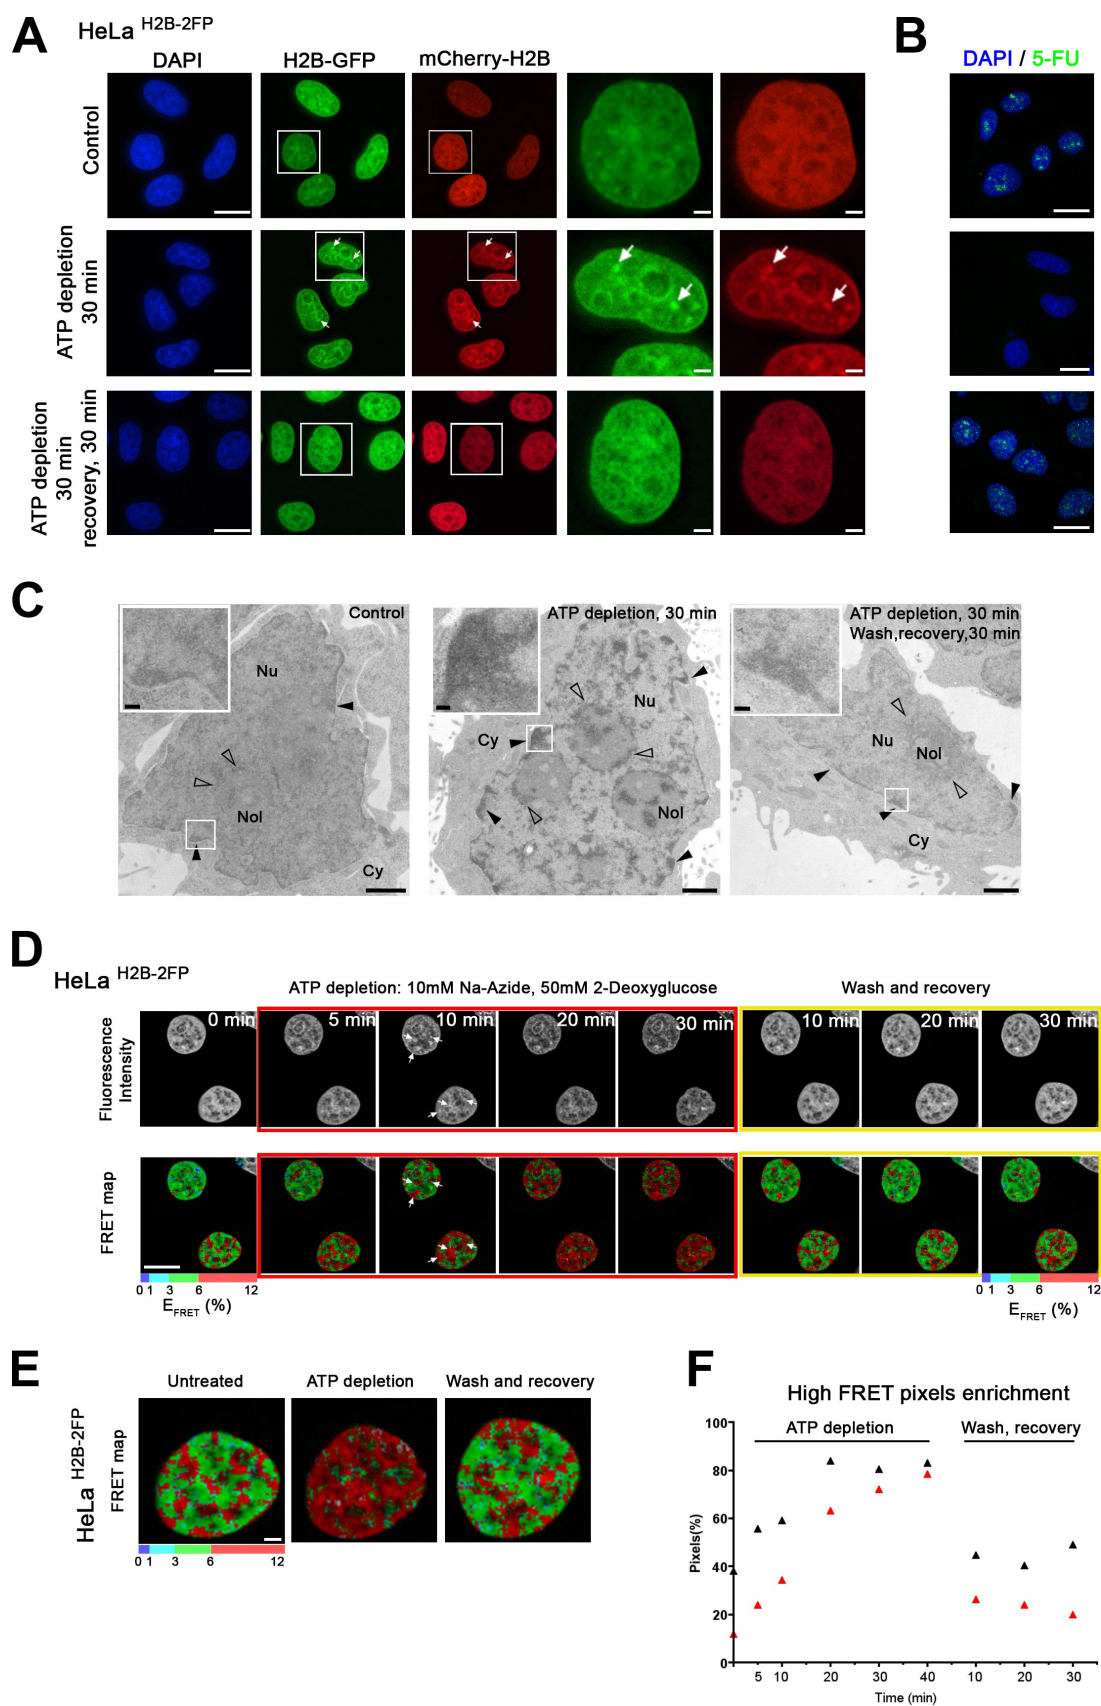 A
HeLa H2B-2FP
DAPI
H2B-GFP
mCherry-H2B
Control
ATP depletion
30 min
ATP depletion
30 min
recovery, 30 min
B
DAPI / 5-FU
C
Control
Nu
Nol
Cy
ATP depletion, 30 min
Nu
Cy
Nol
ATP depletion, 30 min
Wash,recovery,30 min
Nu
Nol
Cy
D
HeLa H2B-2FP
ATP depletion: 10mM Na-Azide, 50mM 2-Deoxyglucose
Wash and recovery
Fluorescence
Intensity
0 min
5 min
10 min
20 min
30 min
10 min
20 min
30 min
FRET map
0 1 3 6 12
EFRET (%)
0 1 3 6 12
EFRET (%)
E
Untreated
ATP depletion
Wash and recovery
HeLa H2B-2FP
FRET map
0 1 3 6 12
F
High FRET pixels enrichment
ATP depletion
Wash, recovery
Pixels(%)
100
80
60
40
20
0
5 10 20 30 40 10 20 30
Time (min)